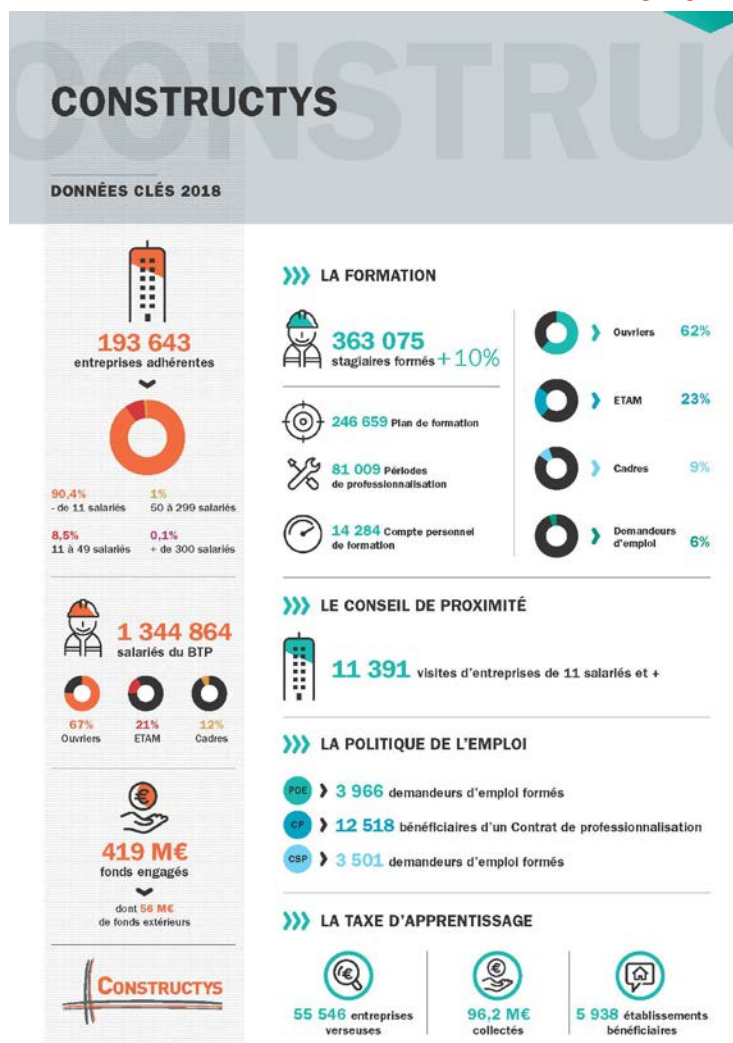 CONSTRUC
CONSTRUCTYS
DONNÉES CLÉS 2018
193 643
entreprises adhérentes
90,4%
- de 11 salariés
1%
50 à 299 salariés
8,5%
11 à 49 salariés
0,1%
+ de 300 salariés
1 344 864
salariés du BTP
67%
Ouvriers
21%
ETAM
12%
Cadres
€
419 M€
fonds engagés
dont 56 M€
de fonds extérieurs
CONSTRUCTYS
LA FORMATION
363 075
stagiaires formés +10%
246 659 Plan de formation
81 009 Périodes
de professionnalisation
14 284 Compte personnel
de formation
Ouvriers 62%
ETAM 23%
Cadres 9%
Demandeurs
d'emploi 6%
LE CONSEIL DE PROXIMITÉ
11 391 visites d'entreprises de 11 salariés et +
LA POLITIQUE DE L'EMPLOI
POE 3 966 demandeurs d'emploi formés
CP 12 518 bénéficiaires d'un Contrat de professionnalisation
CSP 3 501 demandeurs d'emploi formés
LA TAXE D'APPRENTISSAGE
€
55 546 entreprises
verseuses
€
96,2 M€
collectés
5 938 établissements
bénéficiaires